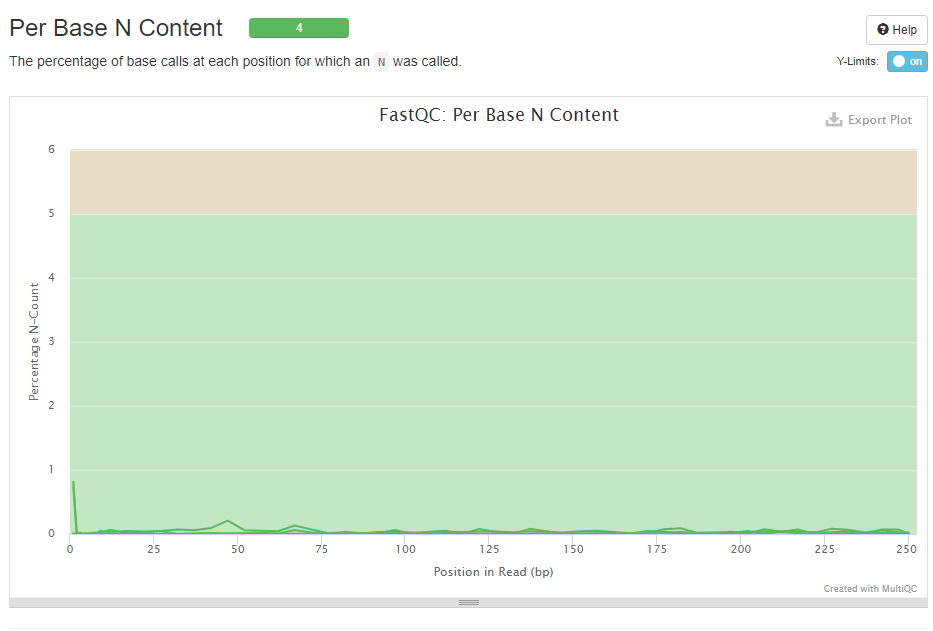 Per Base N Content 4
Help
The percentage of base calls at each position for which an N was called.
Y-Limits: on
FastQC: Per Base N Content
Export Plot
6
5
4
3
2
1
0
Percentage N-Count
0 25 50 75 100 125 150 175 200 225 250
Position in Read (bp)
Created with MultiQC